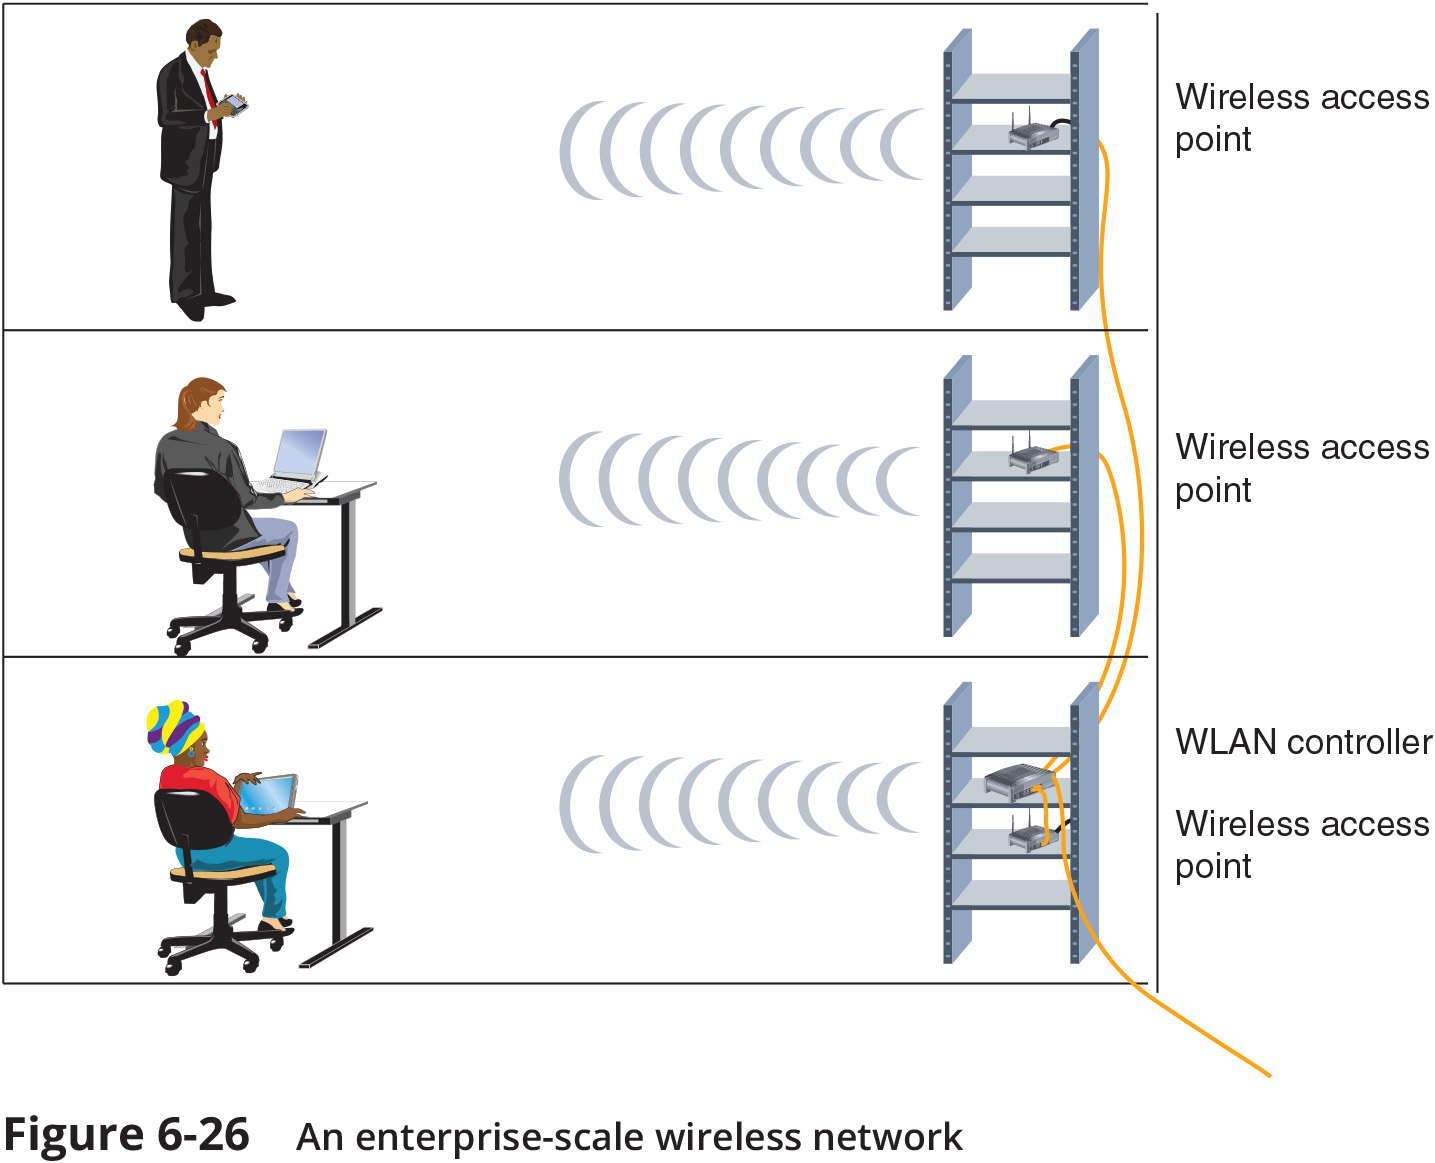 Wireless access
point
Wireless access
point
WLAN controller
Wireless access
point
Figure 6-26 An enterprise-scale wireless network